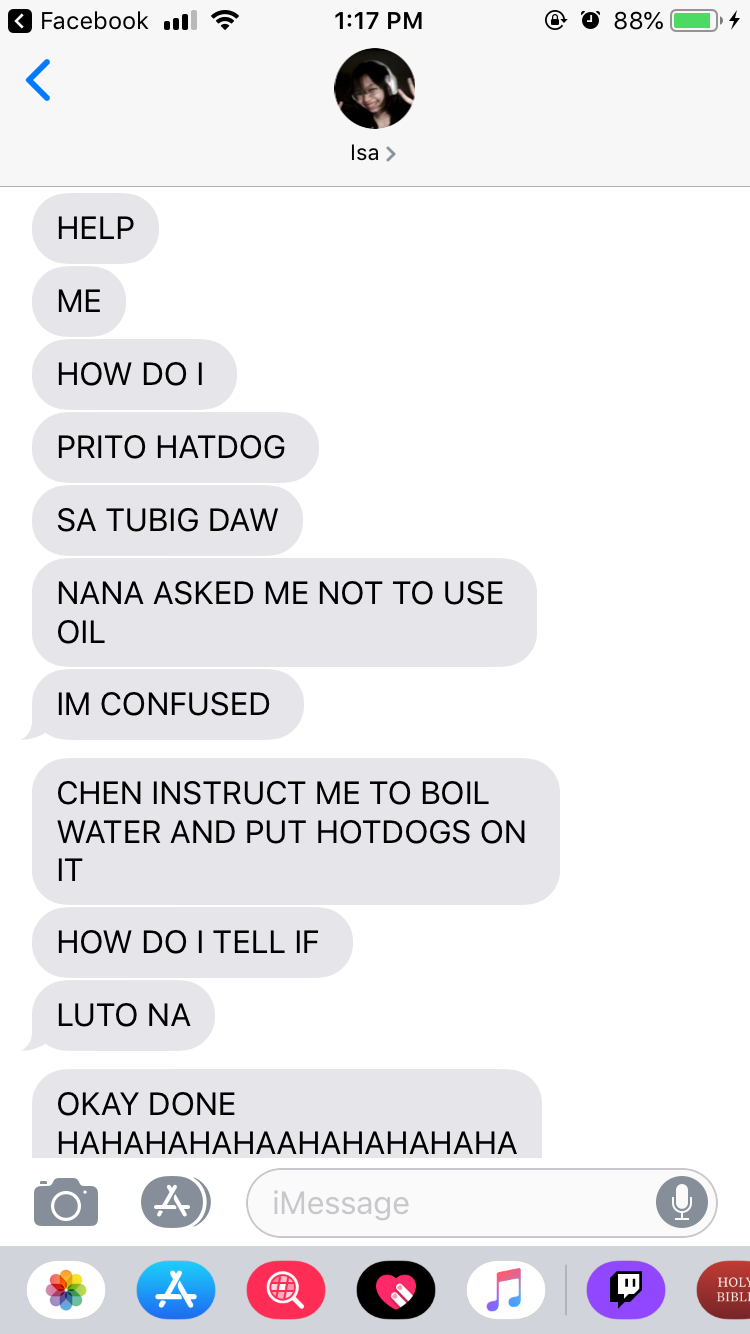 Facebook 1:17 PM 88%
Isa
HELP
ME
HOW DO I
PRITO HATDOG
SA TUBIG DAW
NANA ASKED ME NOT TO USE
OIL
IM CONFUSED
CHEN INSTRUCT ME TO BOIL
WATER AND PUT HOTDOGS ON
IT
HOW DO I TELL IF
LUTO NA
OKAY DONE
HAHAHAHAHAAHAHAHAHAHA
iMessage
HOLY
BIBLE